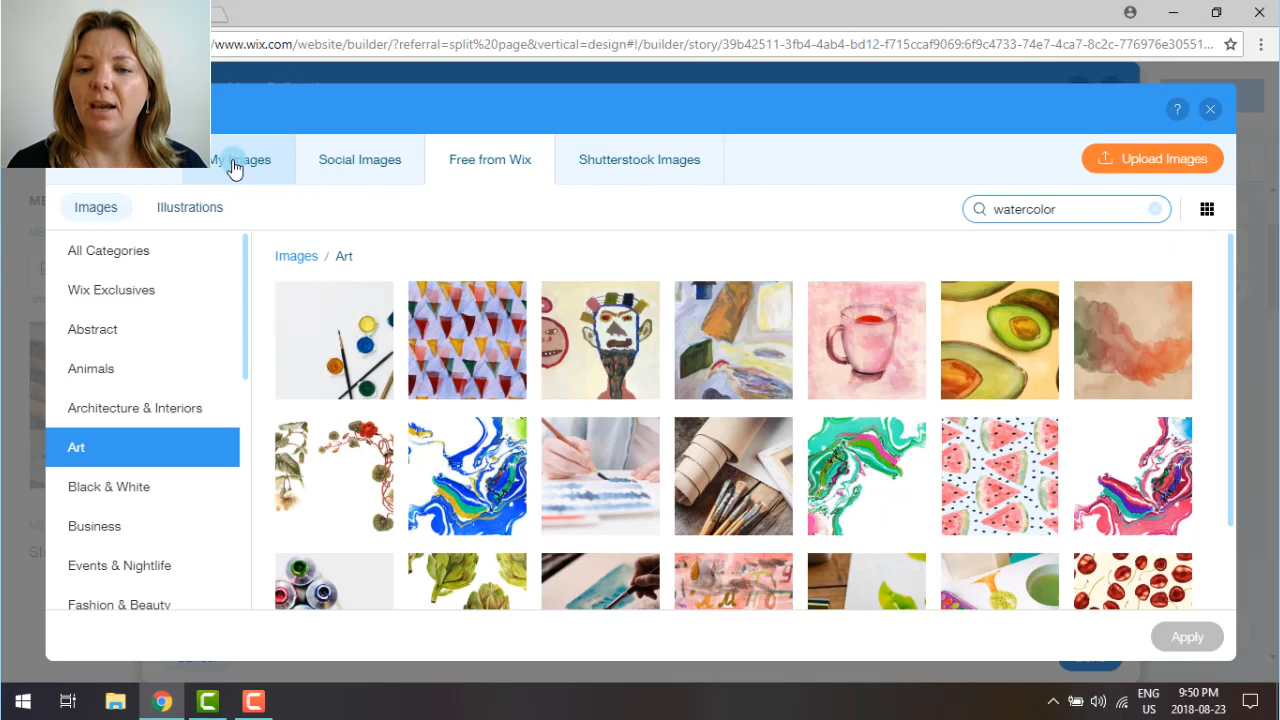 www.wix.com/website/builder/?referral=split%20page&vertical=design#!/builder/story/39b42511-3fb4-4ab4-bd12-f715ccaf9069:6f9c4733-74e7-4ca7-8c2c-776976e30551...
?
My Images
Social Images
Free from Wix
Shutterstock Images
Upload Images
Images
Illustrations
watercolor
All Categories
Images / Art
Wix Exclusives
Abstract
Animals
Architecture & Interiors
Art
Black & White
Business
Events & Nightlife
Fashion & Beauty
Apply
ENG
US
9:50 PM
2018-08-23